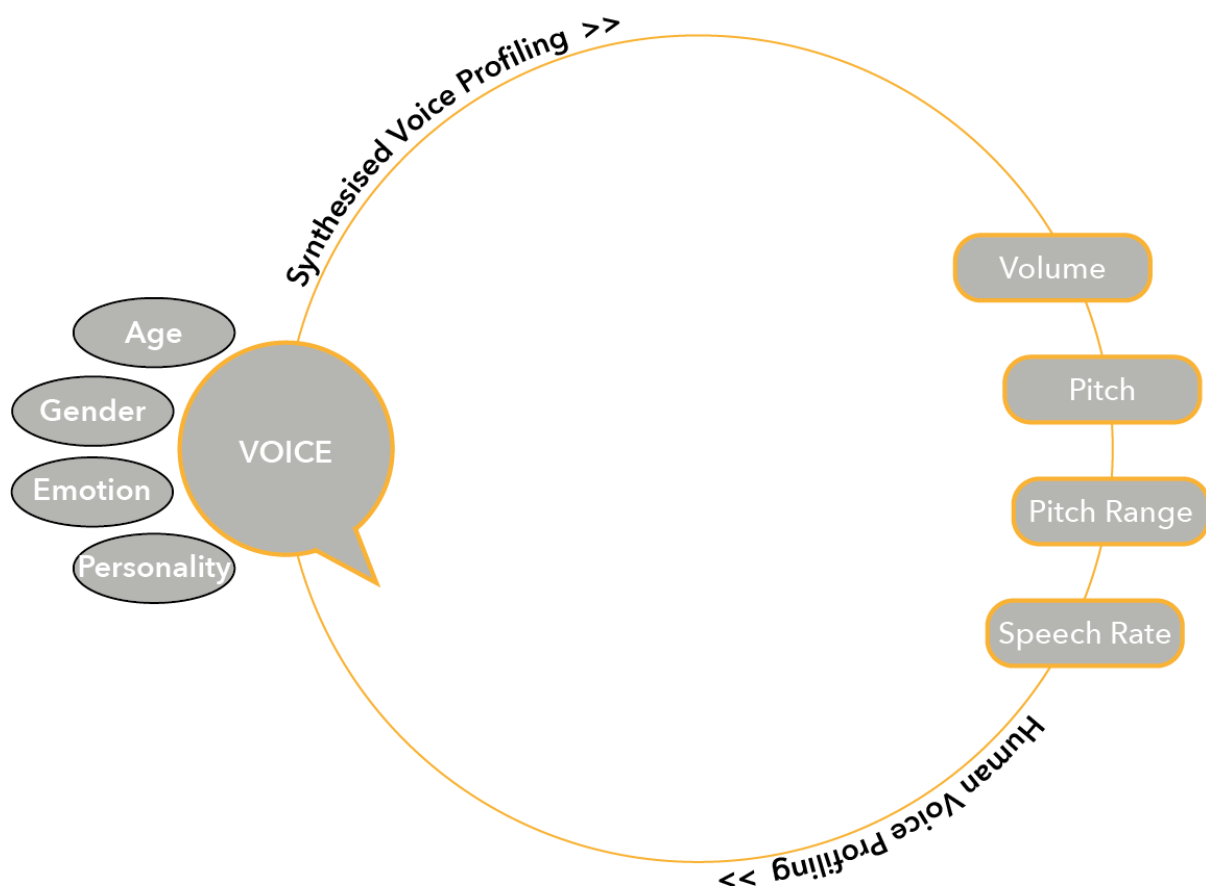 Synthesised Voice Profiling >>
Age
Gender
Emotion
Personality
VOICE
Volume
Pitch
Pitch Range
Speech Rate
Human Voice Profiling >>